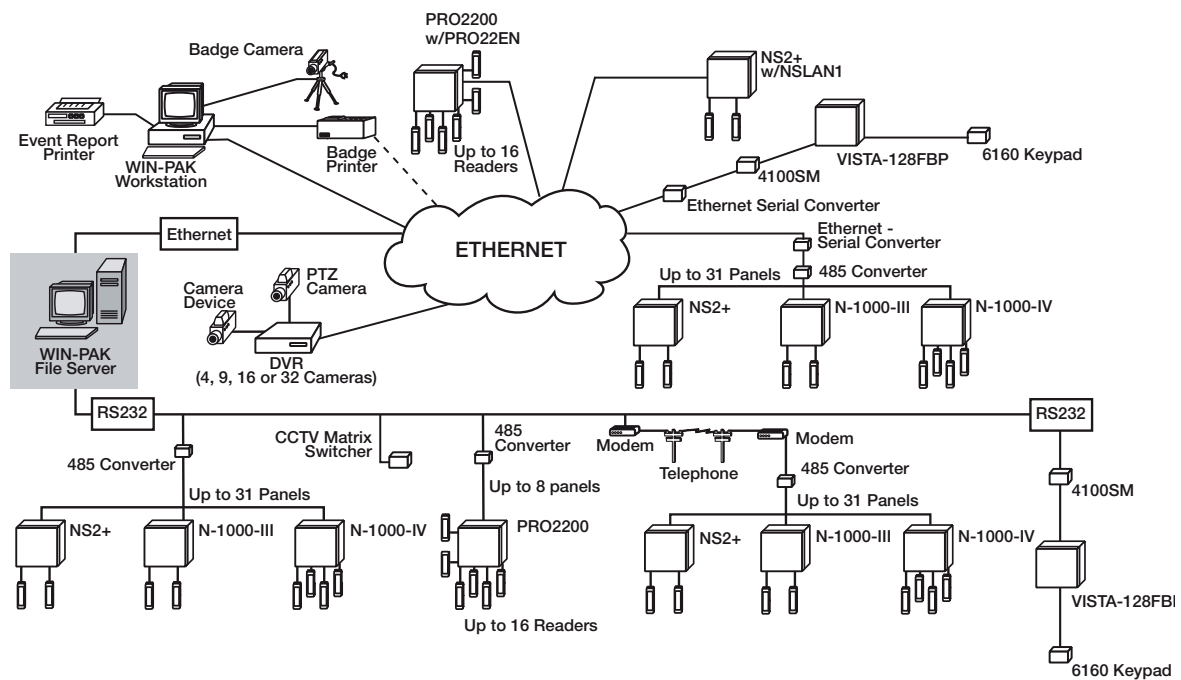 PRO2200
w/PRO22EN
Badge Camera
NS2+
w/NSLAN1
Event Report
Printer
WIN-PAK
Workstation
Badge
Printer
Up to 16
Readers
VISTA-128FBP
6160 Keypad
4100SM
Ethernet Serial Converter
Ethernet
ETHERNET
Ethernet -
Serial Converter
485 Converter
Up to 31 Panels
NS2+
N-1000-III
N-1000-IV
Camera
Device
PTZ
Camera
DVR
(4, 9, 16 or 32 Cameras)
WIN-PAK
File Server
RS232
RS232
485 Converter
CCTV Matrix
Switcher
485
Converter
Modem
Telephone
Modem
485 Converter
4100SM
Up to 31 Panels
Up to 8 panels
Up to 31 Panels
NS2+
N-1000-III
N-1000-IV
PRO2200
NS2+
N-1000-III
N-1000-IV
Up to 16 Readers
VISTA-128FB
6160 Keypad